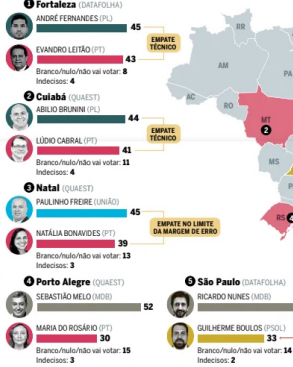 1 Fortaleza (DATAFOLHA)
ANDRÉ FERNANDES (PL)
45
EVANDRO LEITÃO (PT)
43
EMPATE
TÉCNICO
Branco/nulo/não vai votar: 8
Indecisos: 4
2 Cuiabá (QUAEST)
ABILIO BRUNINI (PL)
44
LÚDIO CABRAL (PT)
41
EMPATE
TÉCNICO
Branco/nulo/não vai votar: 11
Indecisos: 4
3 Natal (QUAEST)
PAULINHO FREIRE (UNIÃO)
45
NATÁLIA BONAVIDES (PT)
39
EMPATE NO LIMITE
DA MARGEM DE ERRO
Branco/nulo/não vai votar: 13
Indecisos: 3
4 Porto Alegre (QUAEST)
SEBASTIÃO MELO (MDB)
52
MARIA DO ROSÁRIO (PT)
30
Branco/nulo/não vai votar: 15
Indecisos: 3
5 São Paulo (DATAFOLHA)
RICARDO NUNES (MDB)
GUILHERME BOULOS (PSOL)
33
Branco/nulo/não vai votar: 14
Indecisos: 2
RR
AM
PA
AC
RO
MT
2
MS
RS